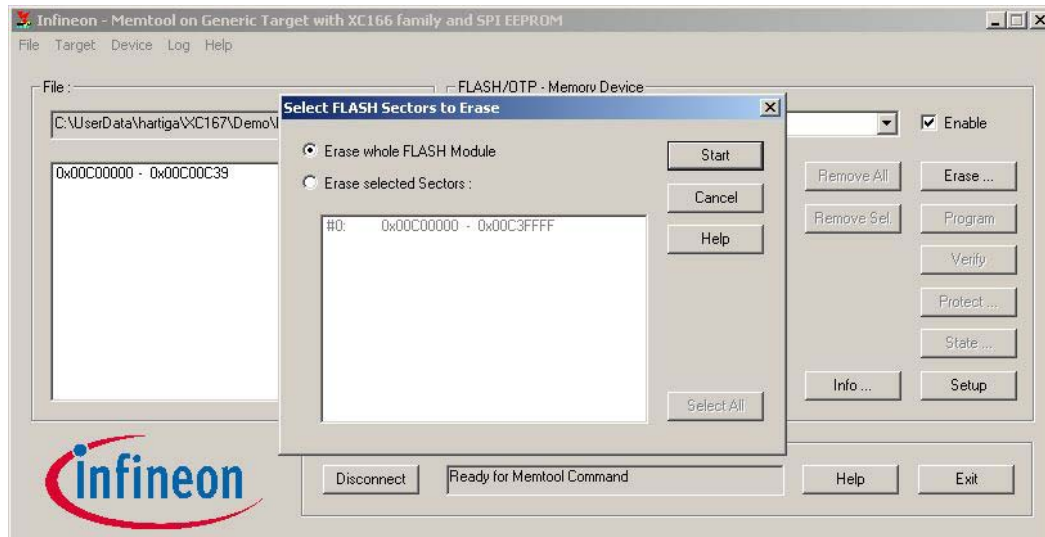 Infineon - Memtool on Generic Target with XC166 family and SPI EEPROM
File Target Device Log Help
File :
FLASH/OTP - Memory Device
C:\UserData\hartiga\XC167\Demo\
Enable
0x00C00000 - 0x00C00C39
Select FLASH Sectors to Erase
Erase whole FLASH Module
Erase selected Sectors :
#0: 0x00C00000 - 0x00C3FFFF
Start
Cancel
Help
Select All
Remove All
Remove Sel.
Erase ...
Program
Verify
Protect ...
State ...
Info ...
Setup
infineon
Disconnect
Ready for Memtool Command
Help
Exit